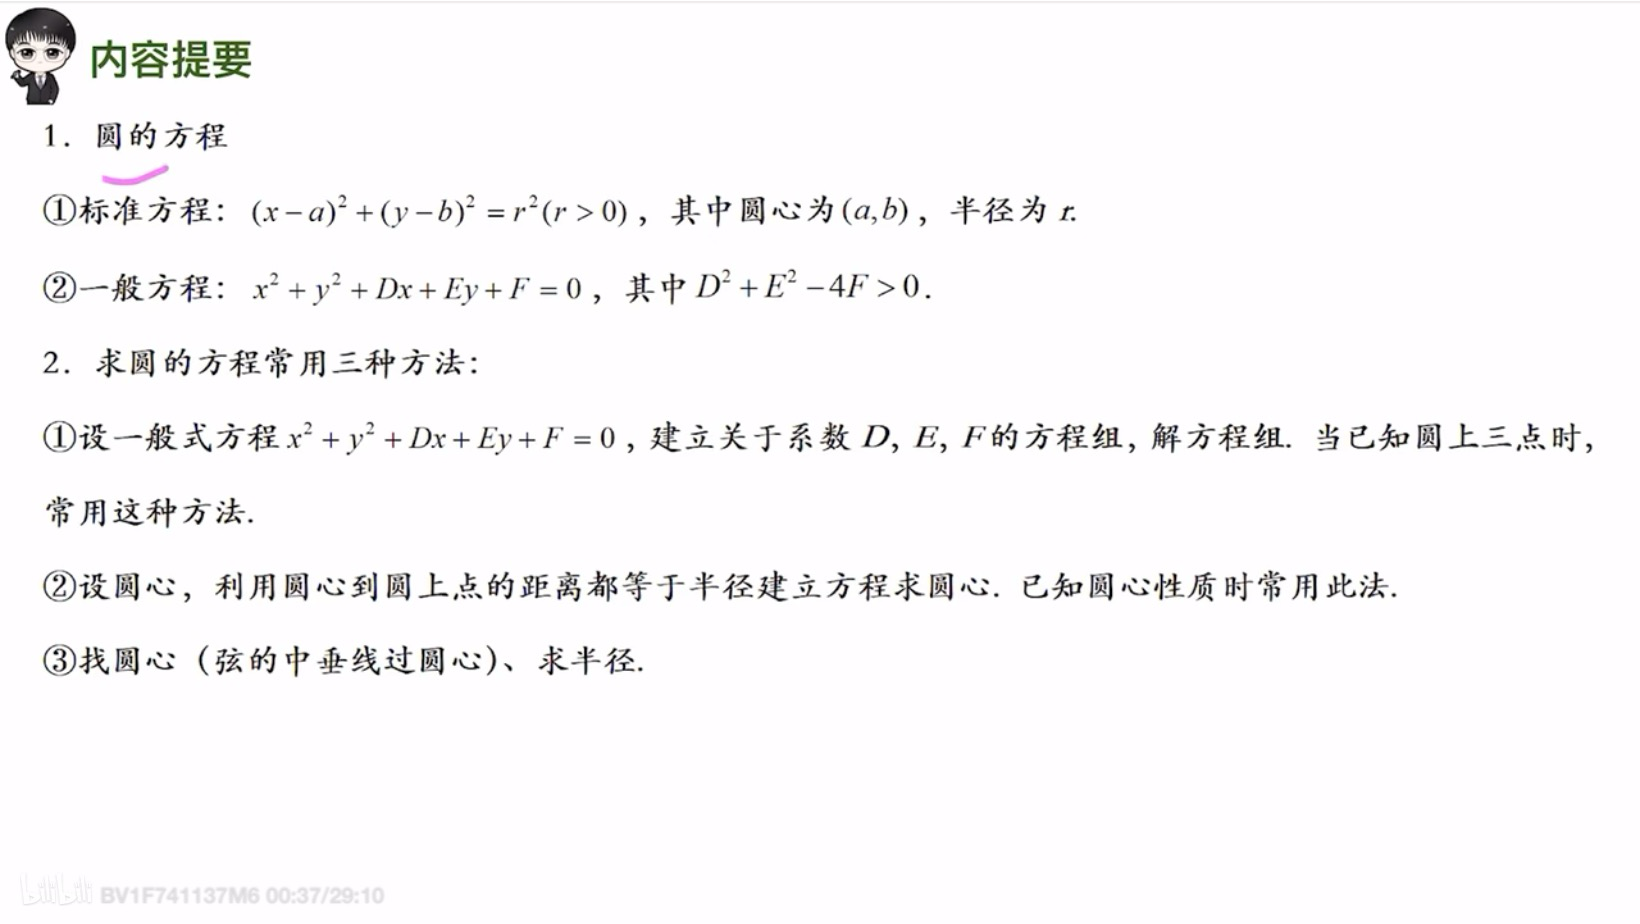 内容提要
1. 圆的方程
①标准方程：(x－a)²＋(y－b)²＝r²(r＞0)，其中圆心为(a,b)，半径为 r.
②一般方程：x²＋y²＋Dx＋Ey＋F＝0，其中D²＋E²－4F＞0.
2. 求圆的方程常用三种方法：
①设一般式方程x²＋y²＋Dx＋Ey＋F＝0，建立关于系数 D, E, F的方程组, 解方程组. 当已知圆上三点时,
常用这种方法.
②设圆心，利用圆心到圆上点的距离都等于半径建立方程求圆心. 已知圆心性质时常用此法.
③找圆心（弦的中垂线过圆心）、求半径.
bilibili BV1F741137M6 00:37/29:10